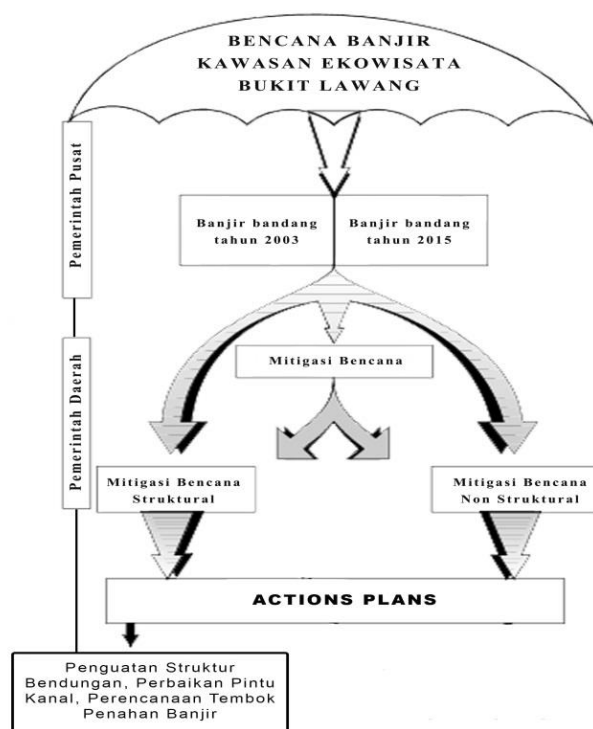 BENCANA BANJIR
KAWASAN EKOWISATA
BUKIT LAWANG
Pemerintah Pusat
Banjir bandang
tahun 2003
Banjir bandang
tahun 2015
Mitigasi Bencana
Pemerintah Daerah
Mitigasi Bencana
Struktural
Mitigasi Bencana
Non Struktural
ACTIONS PLANS
Penguatan Struktur
Bendungan, Perbaikan Pintu
Kanal, Perencanaan Tembok
Penahan Banjir